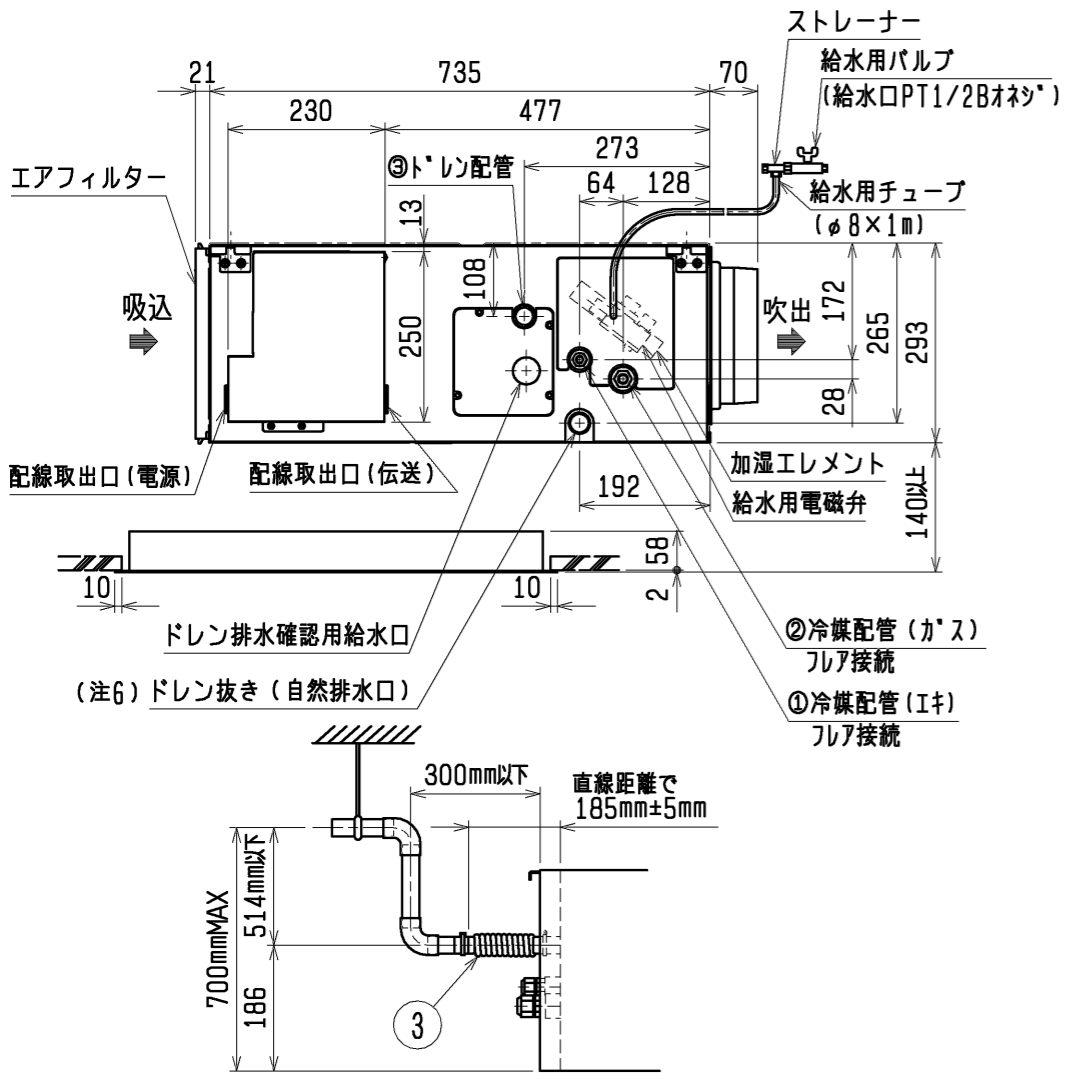 ストレーナー
給水用バルブ
(給水口PT1/2Bオネジ)
21
735
70
230
477
273
③ドレン配管
64
128
エアフィルター
給水用チューブ
(φ8×1m)
13
108
250
吸込
吹出
172
28
265
293
配線取出口(電源)
配線取出口(伝送)
加湿エレメント
192
給水用電磁弁
140以上
58
2
10
10
ドレン排水確認用給水口
②冷媒配管(ガス)
フレア接続
(注6)ドレン抜き(自然排水口)
①冷媒配管(エキ)
フレア接続
300mm以下
直線距離で
185mm±5mm
700mmMAX
514mm以下
186
3